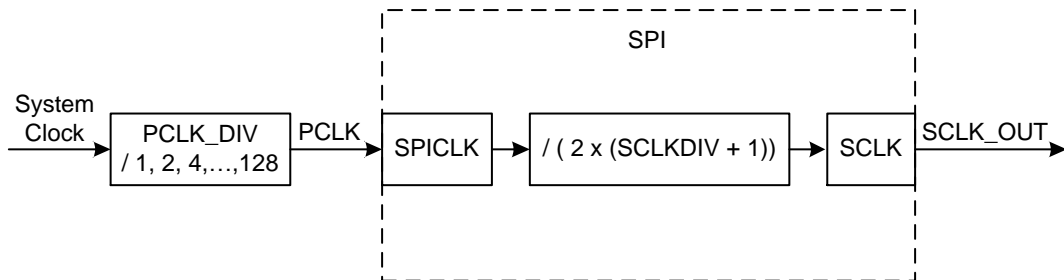 SPI
System
Clock
PCLK_DIV
/ 1, 2, 4,...,128
PCLK
SPICLK
/ ( 2 x (SCLKDIV + 1))
SCLK
SCLK_OUT